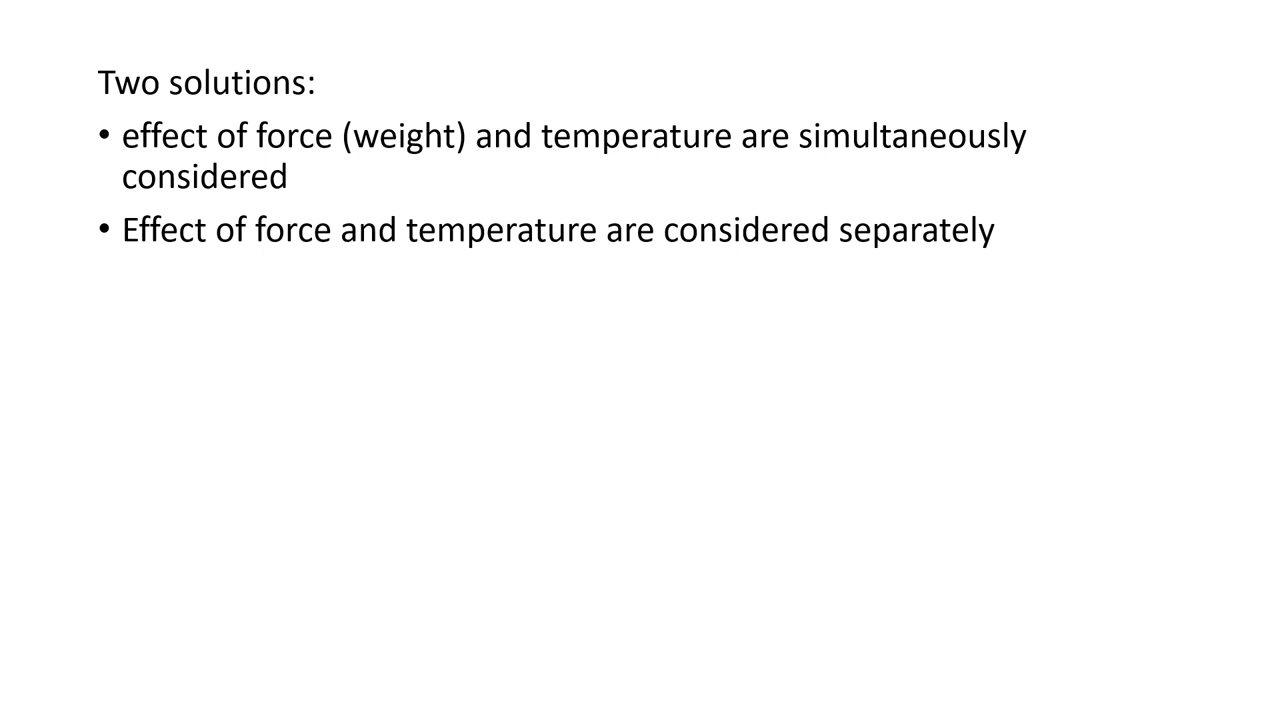 Two solutions:
• effect of force (weight) and temperature are simultaneously
considered
• Effect of force and temperature are considered separately